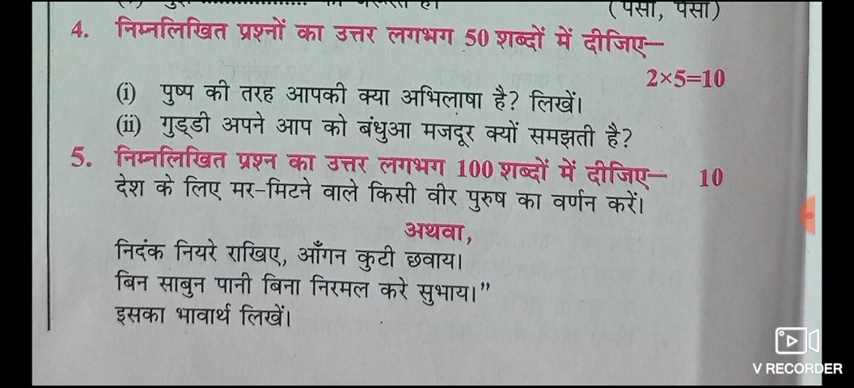 (पैसा, पैसा)
4. निम्नलिखित प्रश्नों का उत्तर लगभग 50 शब्दों में दीजिए—
2×5=10
(i) पुष्प की तरह आपकी क्या अभिलाषा है? लिखें।
(ii) गुड्डी अपने आप को बंधुआ मजदूर क्यों समझती है?
5. निम्नलिखित प्रश्न का उत्तर लगभग 100 शब्दों में दीजिए— 10
देश के लिए मर-मिटने वाले किसी वीर पुरुष का वर्णन करें।
अथवा,
निदंक नियरे राखिए, आँगन कुटी छवाय।
बिन साबुन पानी बिना निरमल करे सुभाय।”
इसका भावार्थ लिखें।
V RECORDER